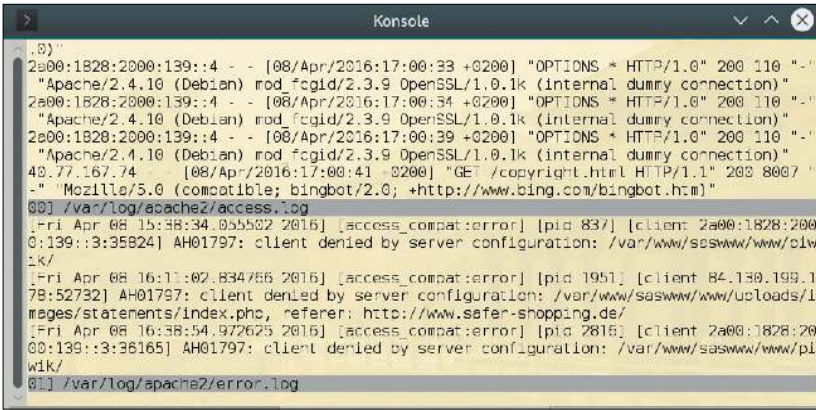 Konsole
.0)"
2a00:1828:2000:139::4 - - [08/Apr/2016:17:00:33 +0200] "OPTIONS * HTTP/1.0" 200 110 "-"
"Apache/2.4.10 (Debian) mod_fcgid/2.3.9 OpenSSL/1.0.1k (internal dummy connection)"
2a00:1828:2000:139::4 - - [08/Apr/2016:17:00:34 +0200] "OPTIONS * HTTP/1.0" 200 110 "-"
"Apache/2.4.10 (Debian) mod_fcgid/2.3.9 OpenSSL/1.0.1k (internal dummy connection)"
2a00:1828:2000:139::4 - - [08/Apr/2016:17:00:39 +0200] "OPTIONS * HTTP/1.0" 200 110 "-"
"Apache/2.4.10 (Debian) mod_fcgid/2.3.9 OpenSSL/1.0.1k (internal dummy connection)"
40.77.167.74 - - [08/Apr/2016:17:00:41 +0200] "GET /copyright.html HTTP/1.1" 200 8007 "
-" "Mozilla/5.0 (compatible; bingbot/2.0; +http://www.bing.com/bingbot.htm)"
00] /var/log/apache2/access.log
[Fri Apr 08 15:38:34.055502 2016] [access_compat:error] [pid 837] [client 2a00:1828:200
0:139::3:35824] AH01797: client denied by server configuration: /var/www/saswww/www/piw
ik/
[Fri Apr 08 16:11:02.834766 2016] [access_compat:error] [pid 1951] [client 84.130.199.1
78:52732] AH01797: client denied by server configuration: /var/www/saswww/www/uploads/i
mages/statements/index.php, referer: http://www.safer-shopping.de/
[Fri Apr 08 16:38:54.972625 2016] [access_compat:error] [pid 2816] [client 2a00:1828:20
00:139::3:36165] AH01797: client denied by server configuration: /var/www/saswww/www/pi
wik/
01] /var/log/apache2/error.log